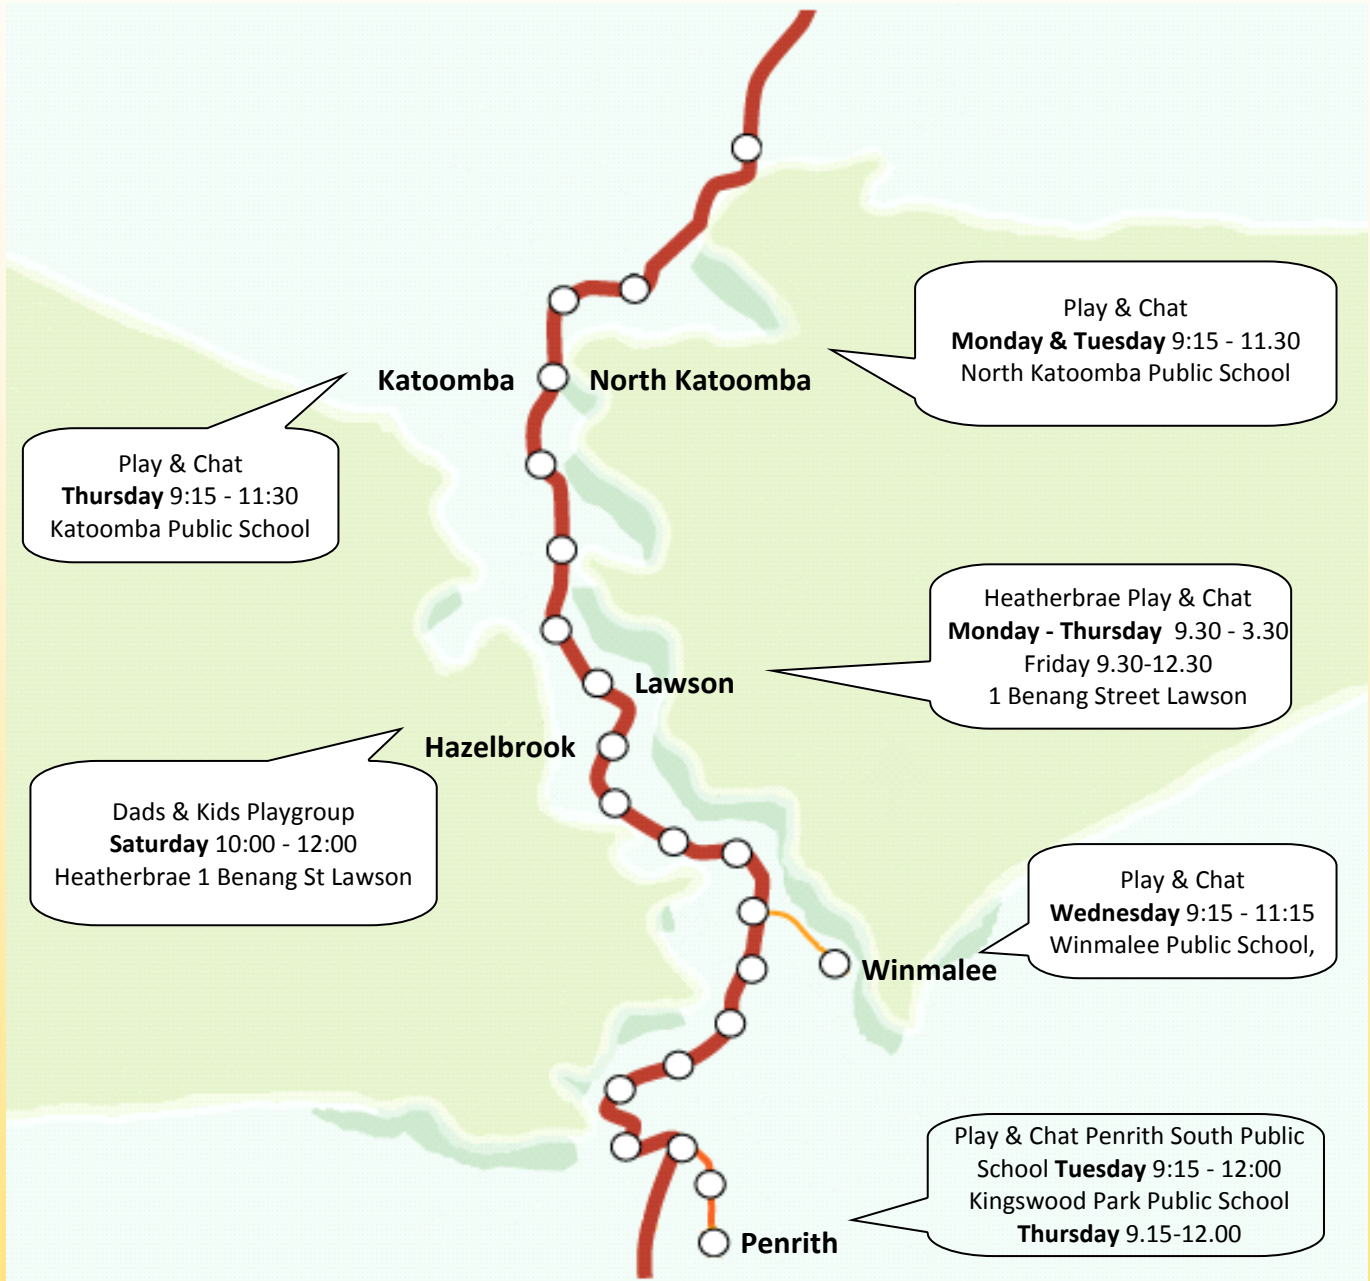 Play & Chat
Monday & Tuesday 9:15 - 11.30
North Katoomba Public School
Katoomba
North Katoomba
Play & Chat
Thursday 9:15 - 11:30
Katoomba Public School
Heatherbrae Play & Chat
Monday - Thursday 9.30 - 3.30
Friday 9.30-12.30
1 Benang Street Lawson
Lawson
Hazelbrook
Dads & Kids Playgroup
Saturday 10:00 - 12:00
Heatherbrae 1 Benang St Lawson
Play & Chat
Wednesday 9:15 - 11:15
Winmalee Public School,
Winmalee
Play & Chat Penrith South Public
School Tuesday 9:15 - 12:00
Kingswood Park Public School
Thursday 9.15-12.00
Penrith